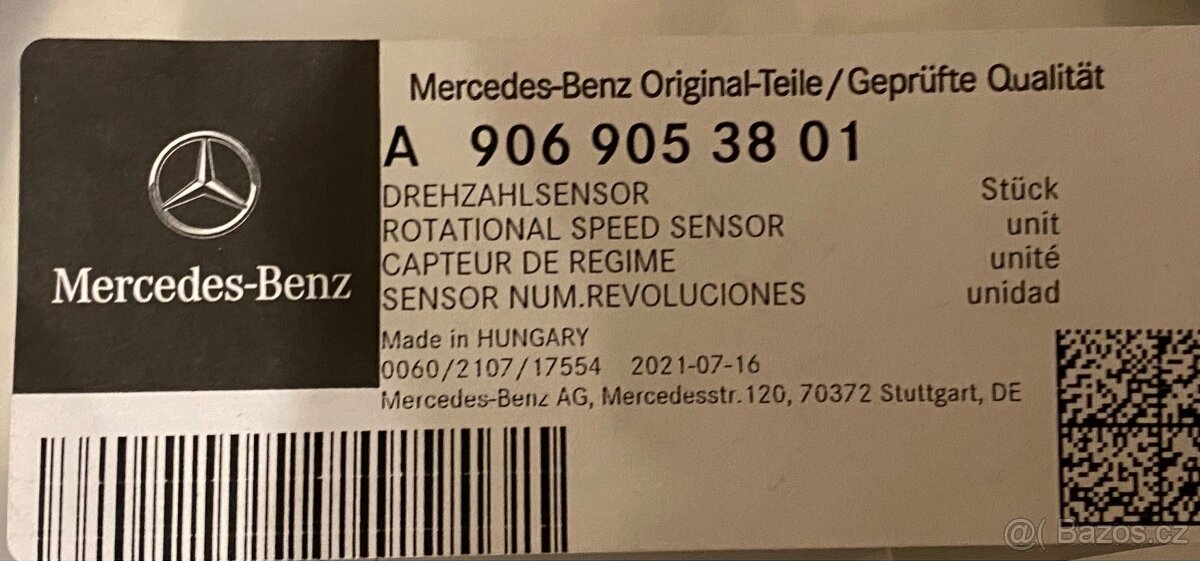 Mercedes-Benz
Mercedes-Benz Original-Teile/Geprüfte Qualität
A 906 905 38 01
DREHZAHLSENSOR Stück
ROTATIONAL SPEED SENSOR unit
CAPTEUR DE REGIME unité
SENSOR NUM.REVOLUCIONES unidad
Made in HUNGARY
0060/2107/17554 2021-07-16
Mercedes-Benz AG, Mercedesstr.120, 70372 Stuttgart, DE
@( Bazos.cz